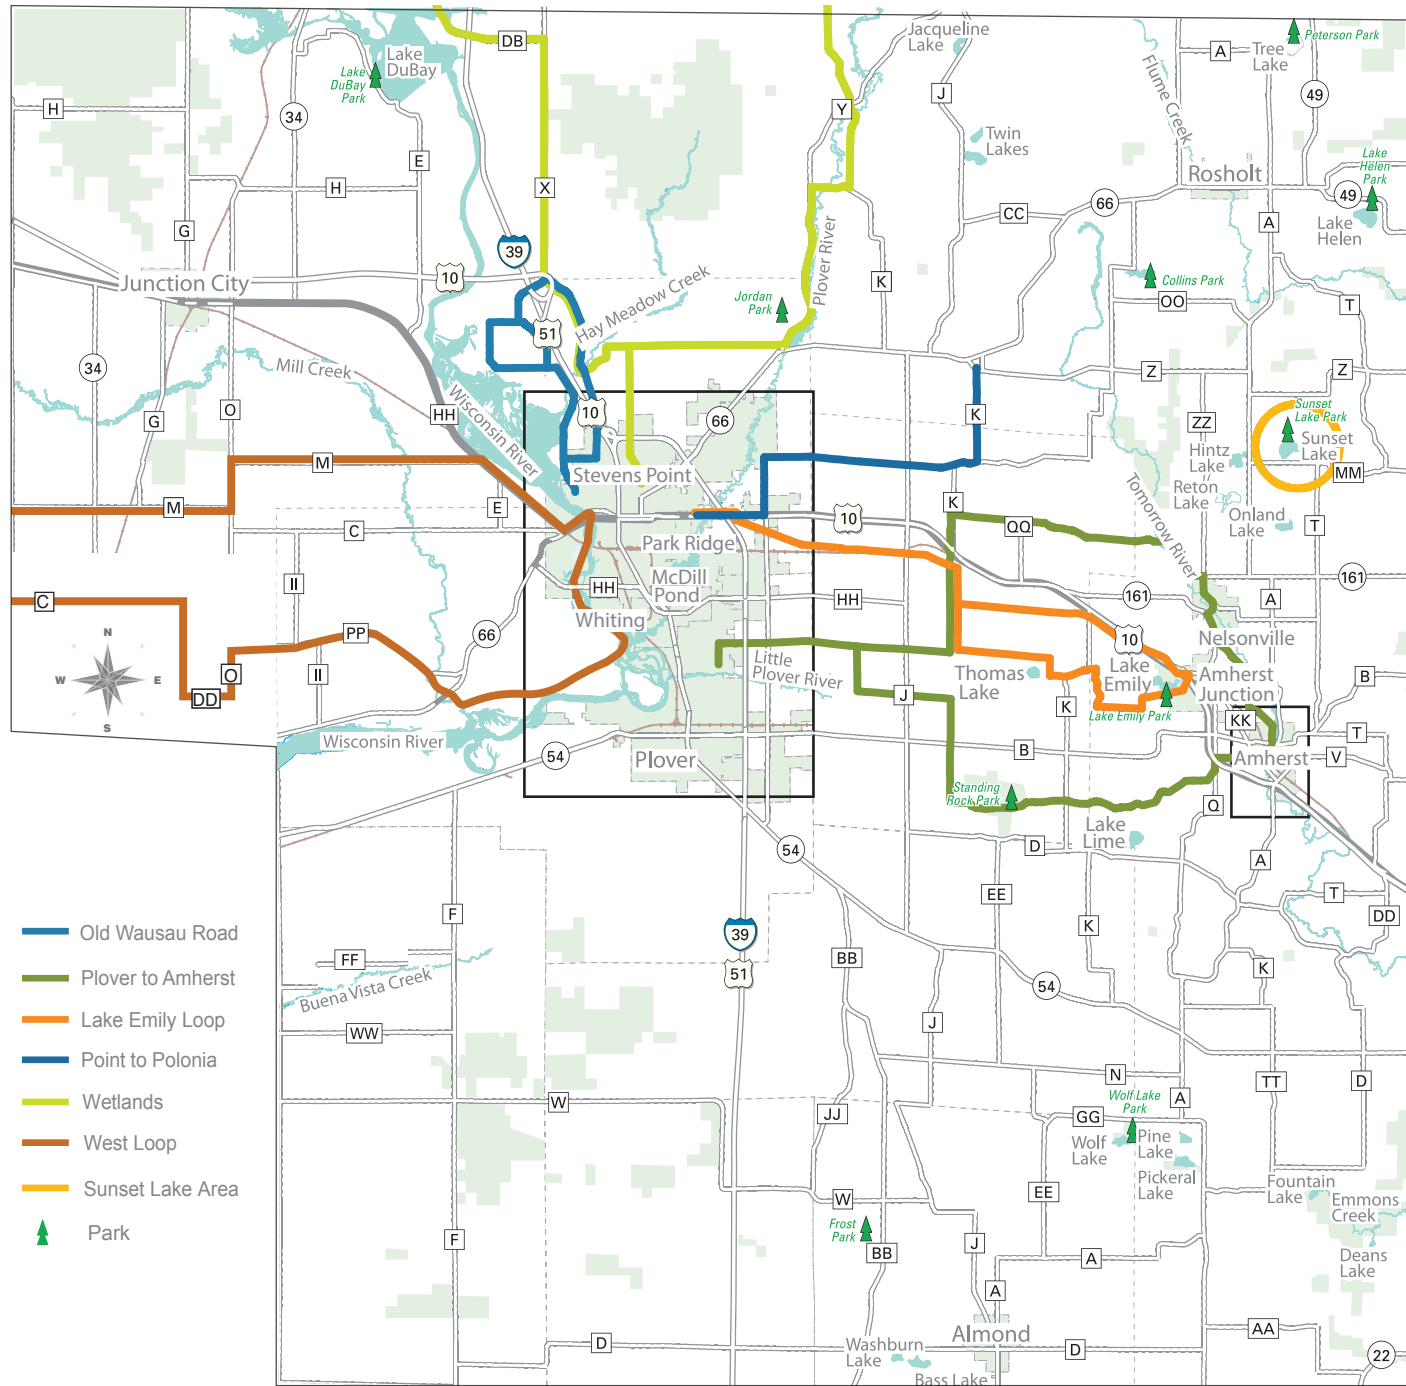 DB
Lake
DuBay
Lake
DuBay
Park
34
H
E
H
X
G
39
10
Junction City
51
Hay Meadow Creek
Jacqueline
Lake
J
Y
Twin
Lakes
Plover River
Jordan
Park
K
CC
66
Flume Creek
A
Tree
Lake
Peterson Park
49
Rosholt
Lake
Helen
Park
49
Lake
Helen
A
Collins Park
OO
T
Z
Z
34
Mill Creek
G
O
HH
Wisconsin River
10
66
K
ZZ
Sunset
Lake Park
Sunset
Lake
Hintz
Lake
MM
Reton
Lake
Onland
Lake
T
Tomorrow River
M
M
E
C
Stevens Point
K
10
QQ
Park Ridge
McDill
Pond
HH
HH
Whiting
161
161
A
II
C
PP
66
II
O
DD
N
W
E
S
10
Nelsonville
Lake
Emily
Amherst
Junction
Thomas
Lake
Little
Plover River
J
K
Lake Emily Park
B
KK
T
V
Amherst
Wisconsin River
54
Plover
B
Standing
Rock Park
Q
Lake
Lime
D
54
A
T
DD
EE
K
F
39
51
BB
FF
Buena Vista Creek
WW
K
54
J
N
TT
D
Old Wausau Road
Plover to Amherst
Lake Emily Loop
Point to Polonia
Wetlands
West Loop
Sunset Lake Area
Park
W
JJ
Wolf Lake
Park
A
GG
Wolf
Lake
Pine
Lake
Pickeral
Lake
EE
Fountain
Lake
Emmons
Creek
Deans
Lake
W
Frost
Park
BB
J
F
A
A
Almond
D
D
AA
22
Washburn
Lake
Bass Lake